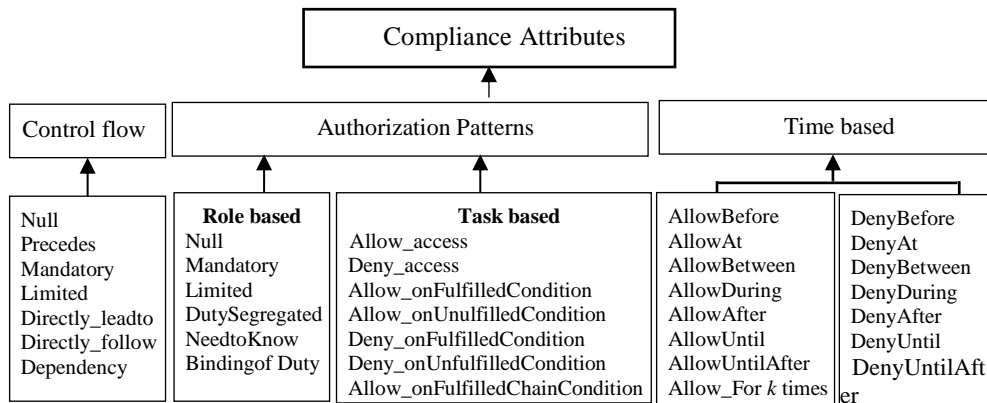 Compliance Attributes
Control flow
Authorization Patterns
Time based
Null
Precedes
Mandatory
Limited
Directly_leadto
Directly_follow
Dependency
Role based
Null
Mandatory
Limited
DutySegregated
NeedtoKnow
Bindingof Duty
Task based
Allow_access
Deny_access
Allow_onFulfilledCondition
Allow_onUnulfilledCondition
Deny_onFulfilledCondition
Deny_onUnfulfilledCondition
Allow_onFulfilledChainCondition
AllowBefore
AllowAt
AllowBetween
AllowDuring
AllowAfter
AllowUntil
AllowUntilAfter
Allow_For k times
DenyBefore
DenyAt
DenyBetween
DenyDuring
DenyAfter
DenyUntil
DenyUntilAft
er